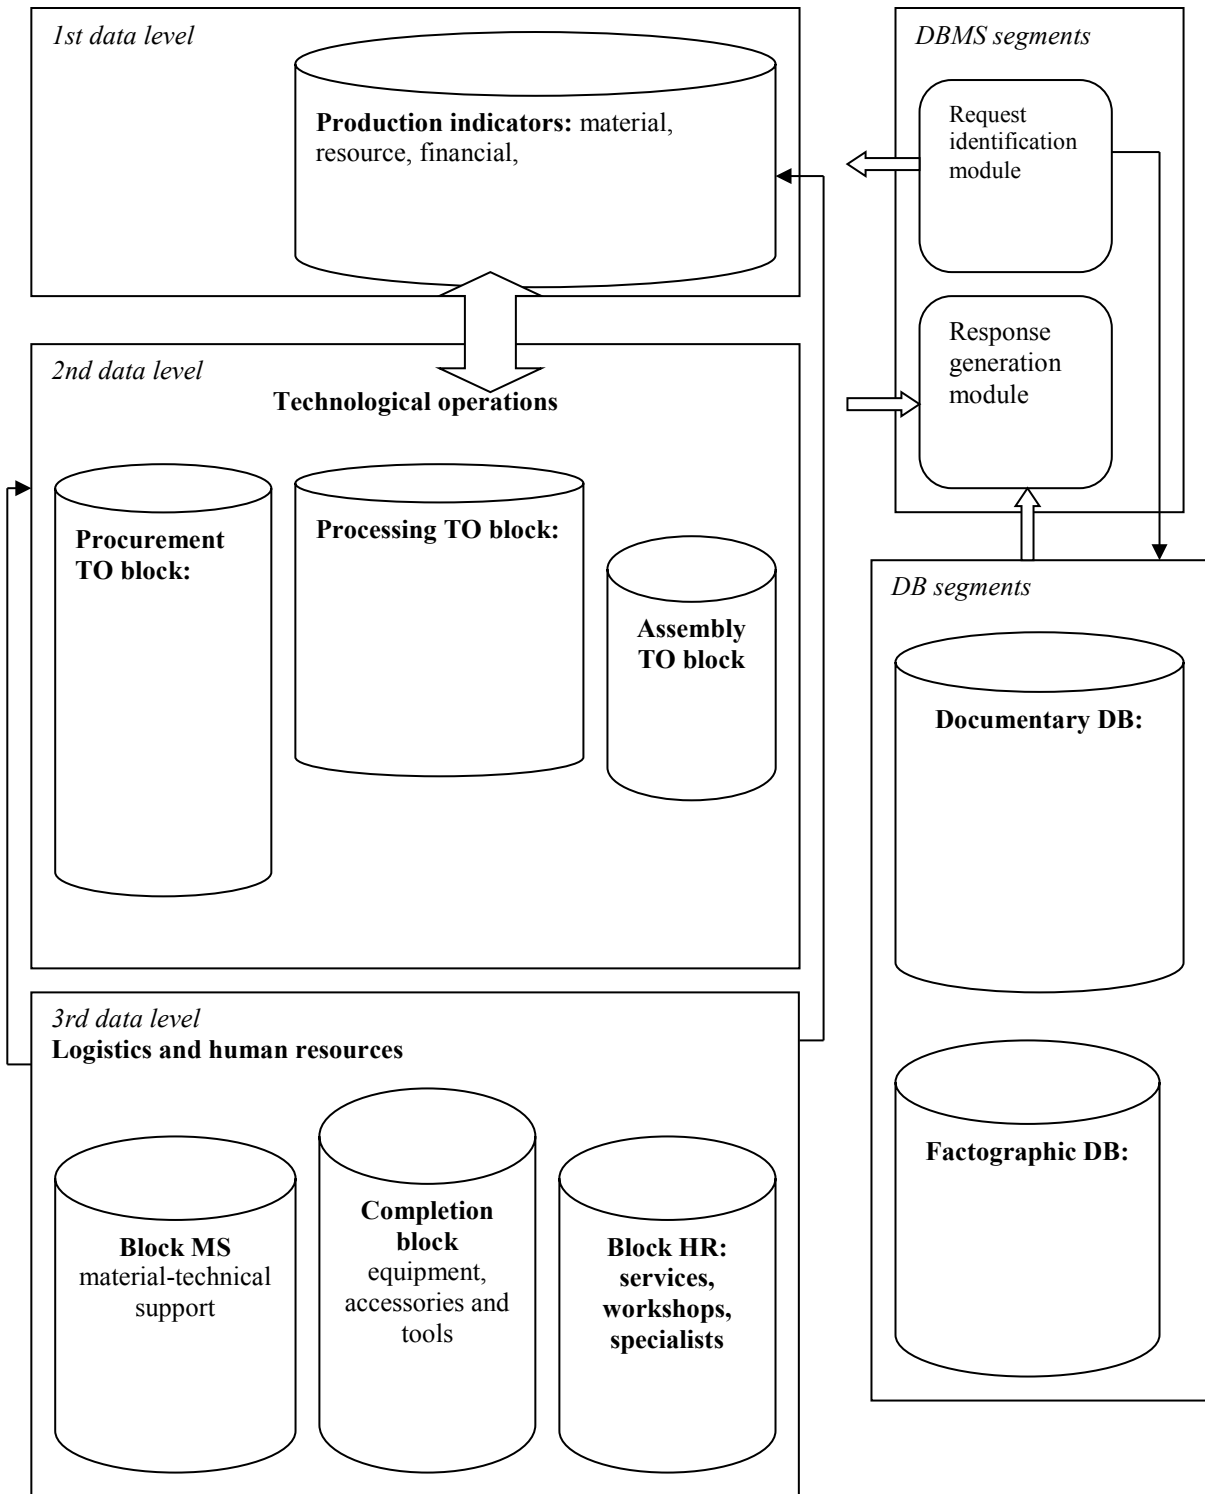 1st data level
Production indicators: material,
resource, financial,
DBMS segments
Request
identification
module
Response
generation
module
2nd data level
Technological operations
Procurement
TO block:
Processing TO block:
Assembly
TO block
DB segments
Documentary DB:
Factographic DB:
3rd data level
Logistics and human resources
Block MS
material-technical
support
Completion
block
equipment,
accessories and
tools
Block HR:
services,
workshops,
specialists